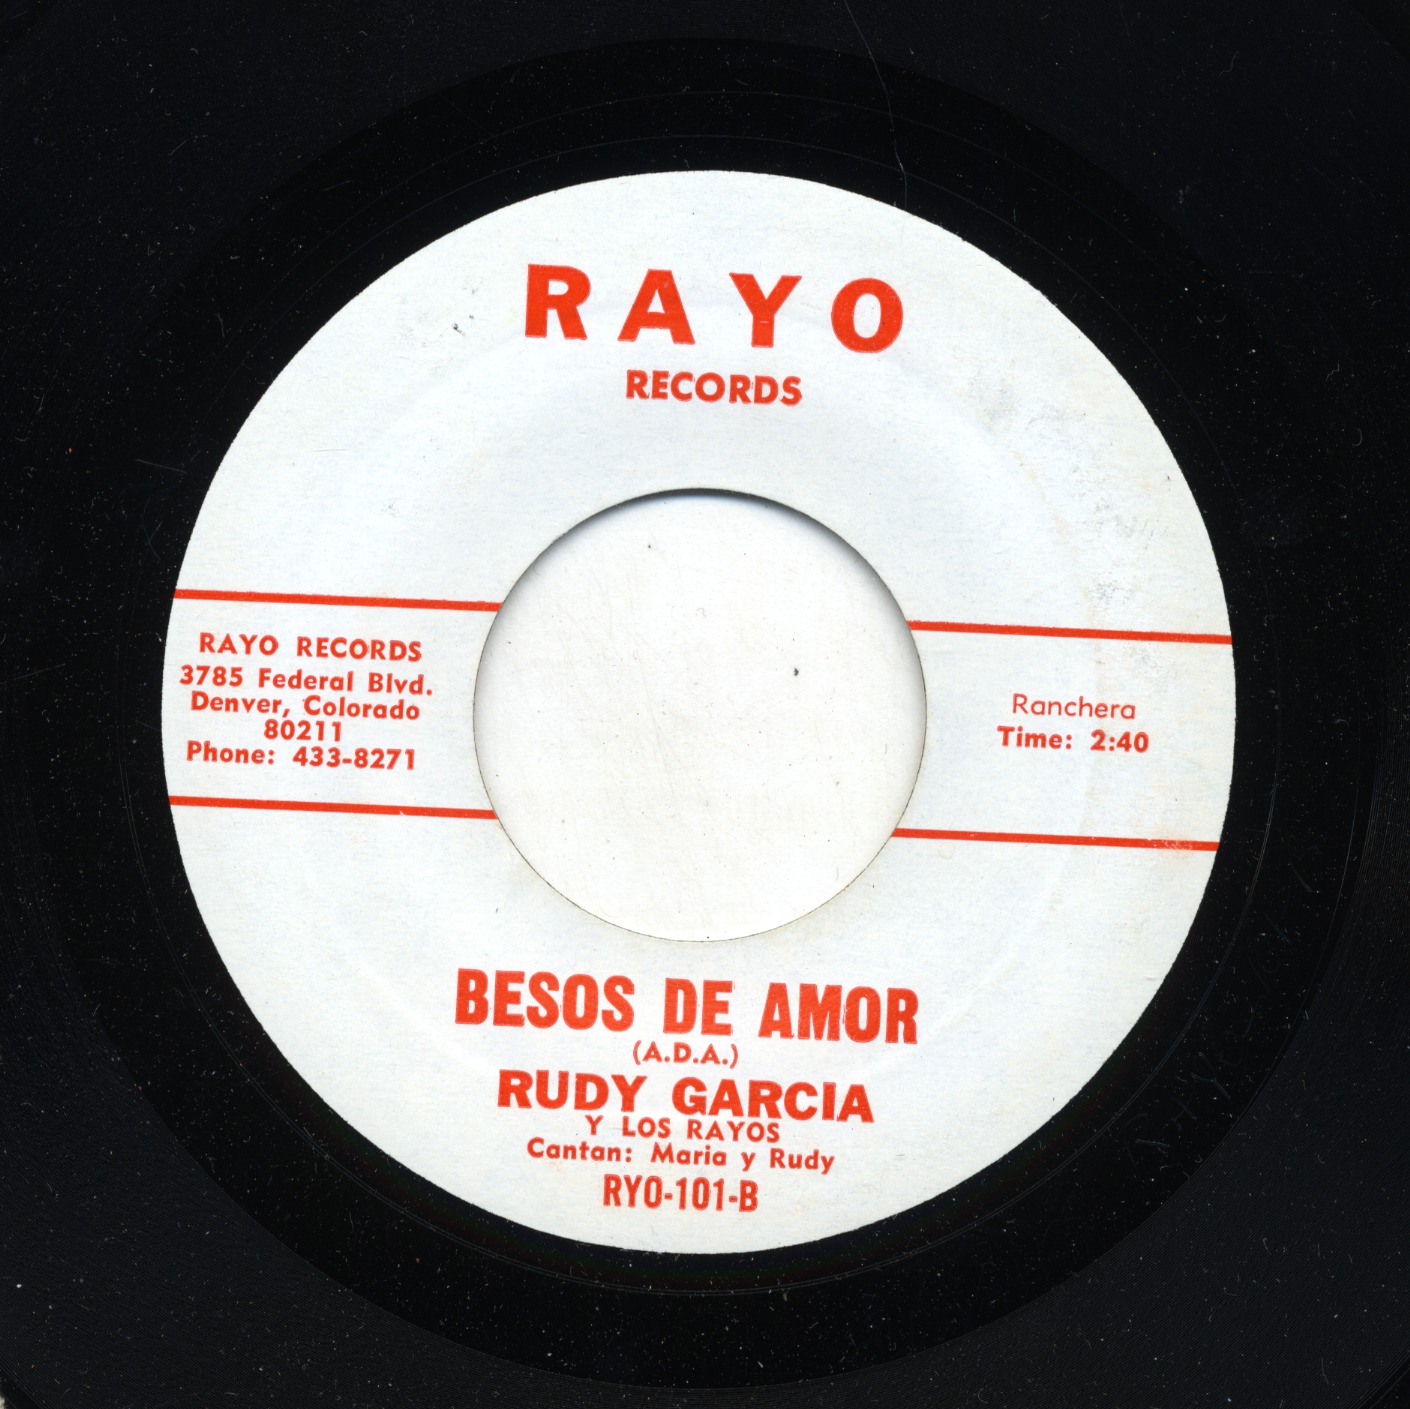 RAYO
RECORDS
RAYO RECORDS
3785 Federal Blvd.
Denver, Colorado
80211
Phone: 433-8271
Ranchera
Time: 2:40
BESOS DE AMOR
(A.D.A.)
RUDY GARCIA
Y LOS RAYOS
Cantan: Maria y Rudy
RYO-101-B